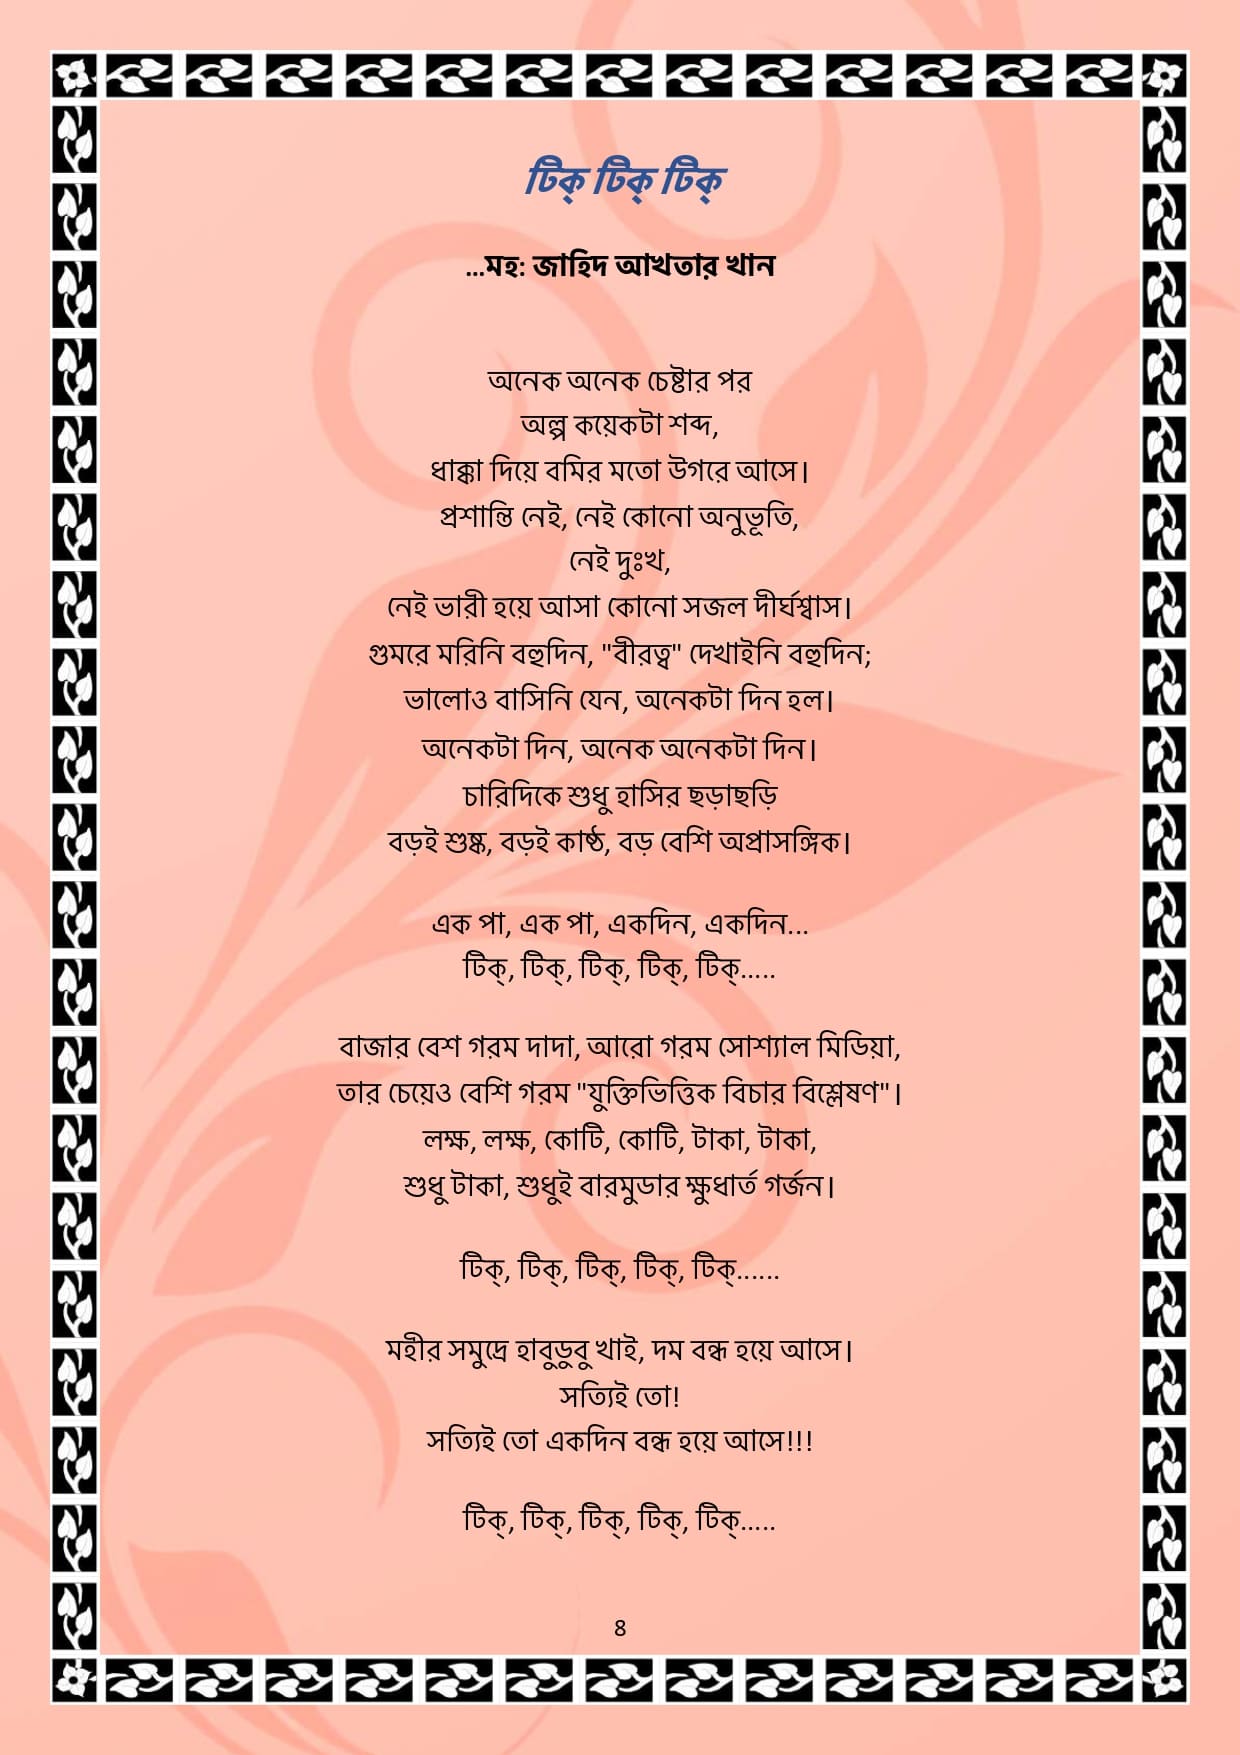 টিক্ টিক্ টিক্
...মহ: জাহিদ আখতার খান
অনেক অনেক চেষ্টার পর
অল্প কয়েকটা শব্দ,
ধাক্কা দিয়ে বমির মতো উগরে আসে।
প্রশান্তি নেই, নেই কোনো অনুভূতি,
নেই দুঃখ,
নেই ভারী হয়ে আসা কোনো সজল দীর্ঘশ্বাস।
গুমরে মরিনি বহুদিন, "বীরত্ব" দেখাইনি বহুদিন;
ভালোও বাসিনি যেন, অনেকটা দিন হল।
অনেকটা দিন, অনেক অনেকটা দিন।
চারিদিকে শুধু হাসির ছড়াছড়ি
বড়ই শুষ্ক, বড়ই কাষ্ঠ, বড় বেশি অপ্রাসঙ্গিক।
এক পা, এক পা, একদিন, একদিন...
টিক্, টিক্, টিক্, টিক্, টিক্.....
বাজার বেশ গরম দাদা, আরো গরম সোশ্যাল মিডিয়া,
তার চেয়েও বেশি গরম "যুক্তিভিত্তিক বিচার বিশ্লেষণ"।
লক্ষ, লক্ষ, কোটি, কোটি, টাকা, টাকা,
শুধু টাকা, শুধুই বারমুডার ক্ষুধার্ত গর্জন।
টিক্, টিক্, টিক্, টিক্, টিক্......
মহীর সমুদ্রে হাবুডুবু খাই, দম বন্ধ হয়ে আসে।
সত্যিই তো!
সত্যিই তো একদিন বন্ধ হয়ে আসে!!!
টিক্, টিক্, টিক্, টিক্, টিক্.....
8